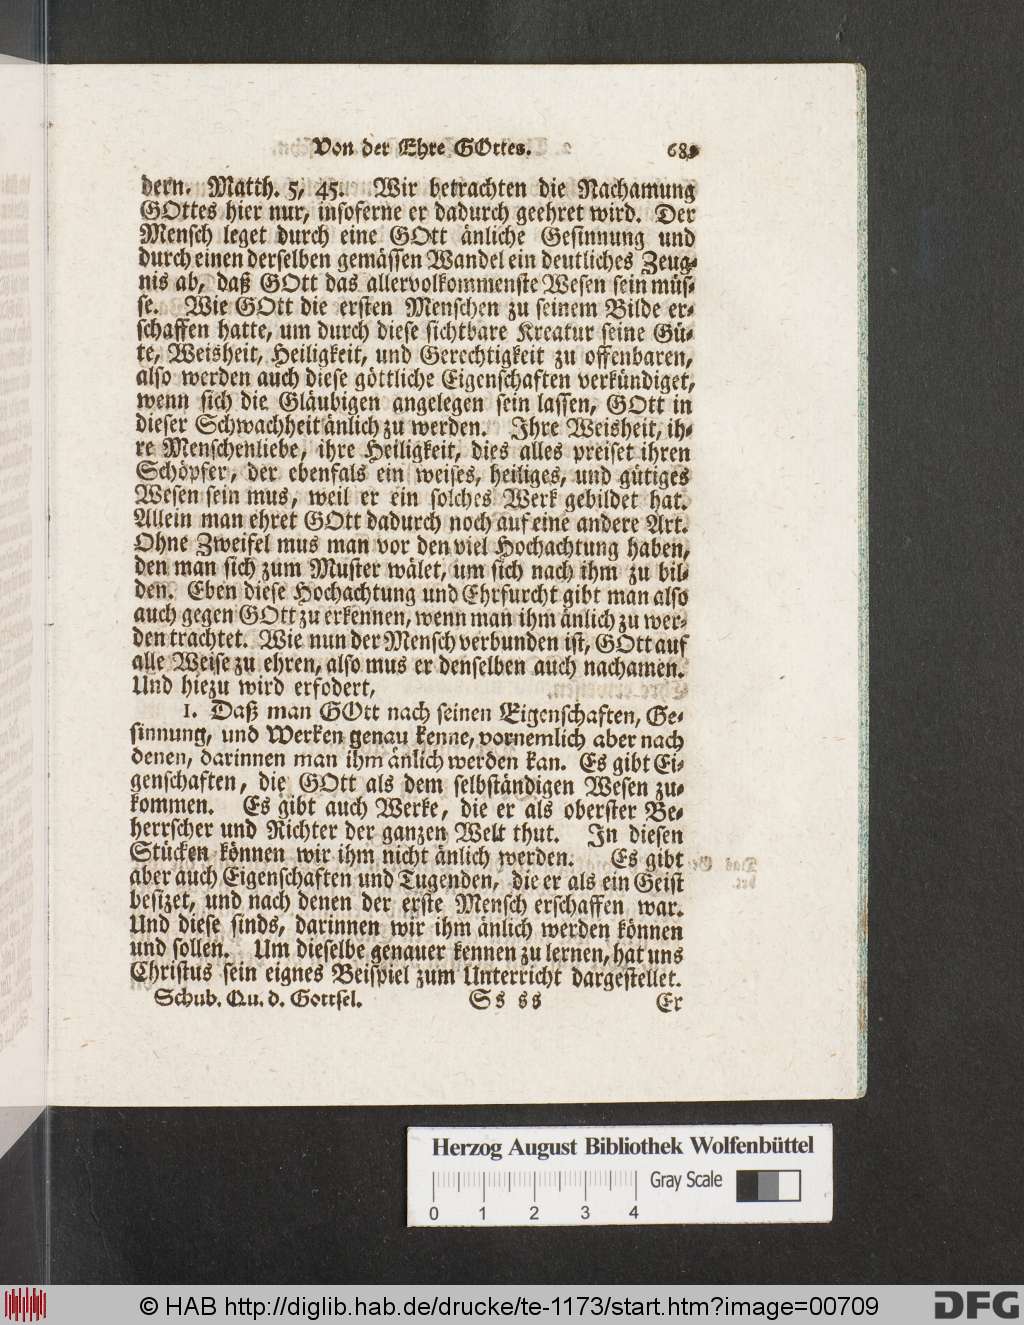 Von der Ehre GOttes. 689
dern. Matth. 5, 45. Wir betrachten die Nachamung
GOttes hier nur, insoferne er dadurch geehret wird. Der
Mensch leget durch eine GOtt änliche Gesinnung und
durch einen derselben gemässen Wandel ein deutliches Zeug-
nis ab, daß GOtt das allervolkommenste Wesen sein müs-
se. Wie GOtt die ersten Menschen zu seinem Bilde er-
schaffen hatte, um durch diese sichtbare Kreatur seine Gü-
te, Weisheit, Heiligkeit, und Gerechtigkeit zu offenbaren,
also werden auch diese göttliche Eigenschaften verkündiget,
wenn sich die Gläubigen angelegen sein lassen, GOtt in
dieser Schwachheit änlich zu werden. Ihre Weisheit, ih-
re Menschenliebe, ihre Heiligkeit, dies alles preiset ihren
Schöpfer, der ebenfals ein weises, heiliges, und gütiges
Wesen sein mus, weil er ein solches Werk gebildet hat.
Allein man ehret GOtt dadurch noch auf eine andere Art.
Ohne Zweifel mus man vor den viel Hochachtung haben,
den man sich zum Muster wälet, um sich nach ihm zu bil-
den. Eben diese Hochachtung und Ehrfurcht gibt man also
auch gegen GOtt zu erkennen, wenn man ihm änlich zu wer-
den trachtet. Wie nun der Mensch verbunden ist, GOtt auf
alle Weise zu ehren, also mus er denselben auch nachamen.
Und hiezu wird erfodert,
1. Daß man GOtt nach seinen Eigenschaften, Ge-
sinnung, und Werken genau kenne, vornemlich aber nach
denen, darinnen man ihm änlich werden kan. Es gibt Ei-
genschaften, die GOtt als dem selbständigen Wesen zu-
kommen. Es gibt auch Werke, die er als oberster Be-
herrscher und Richter der ganzen Welt thut. In diesen
Stücken können wir ihm nicht änlich werden. Es gibt
aber auch Eigenschaften und Tugenden, die er als ein Geist
besizet, und nach denen der erste Mensch erschaffen war.
Und diese sinds, darinnen wir ihm änlich werden können
und sollen. Um dieselbe genauer kennen zu lernen, hat uns
Christus sein eignes Beispiel zum Unterricht dargestellet.
Schub. Qu. d. Gottsel. Ss ss Er
Herzog August Bibliothek Wolfenbüttel
Gray Scale
0 1 2 3 4
© HAB http://diglib.hab.de/drucke/te-1173/start.htm?image=00709
DFG